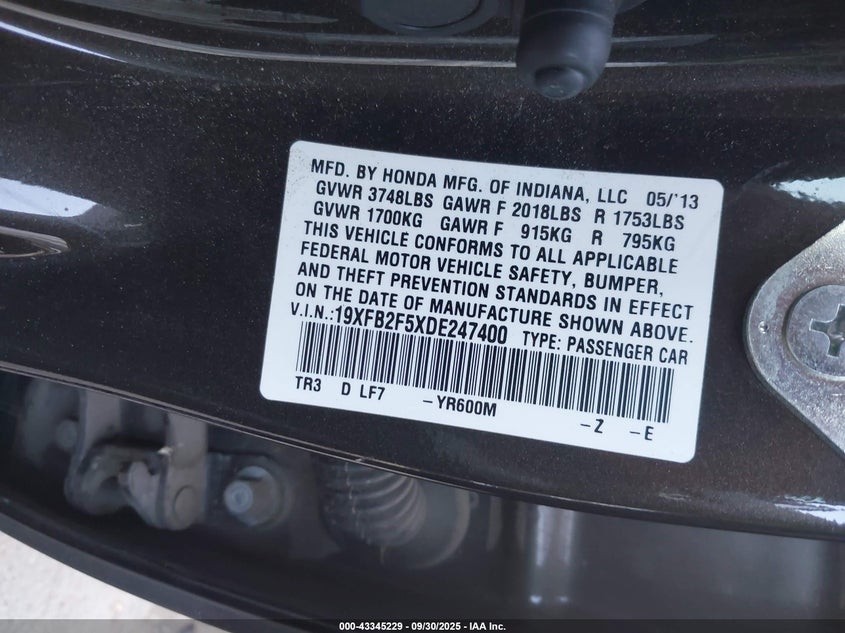 MFD. BY HONDA MFG. OF INDIANA, LLC 05/'13
GVWR 3748LBS GAWR F 2018LBS R 1753LBS
GVWR 1700KG GAWR F 915KG R 795KG
THIS VEHICLE CONFORMS TO ALL APPLICABLE
FEDERAL MOTOR VEHICLE SAFETY, BUMPER,
AND THEFT PREVENTION STANDARDS IN EFFECT
ON THE DATE OF MANUFACTURE SHOWN ABOVE.
V.I.N.:19XFB2F5XDE247400 TYPE: PASSENGER CAR
TR3 D LF7 -YR600M -Z -E
000-43345229 - 09/30/2025 - IAA Inc.